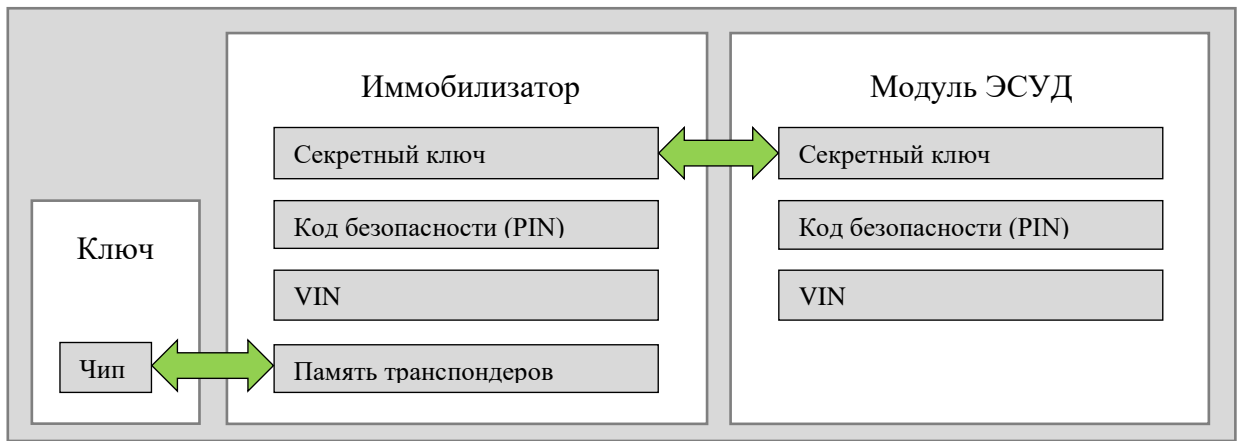 Иммобилизатор
Секретный ключ
Код безопасности (PIN)
VIN
Память транспондеров
Модуль ЭСУД
Секретный ключ
Код безопасности (PIN)
VIN
Ключ
Чип